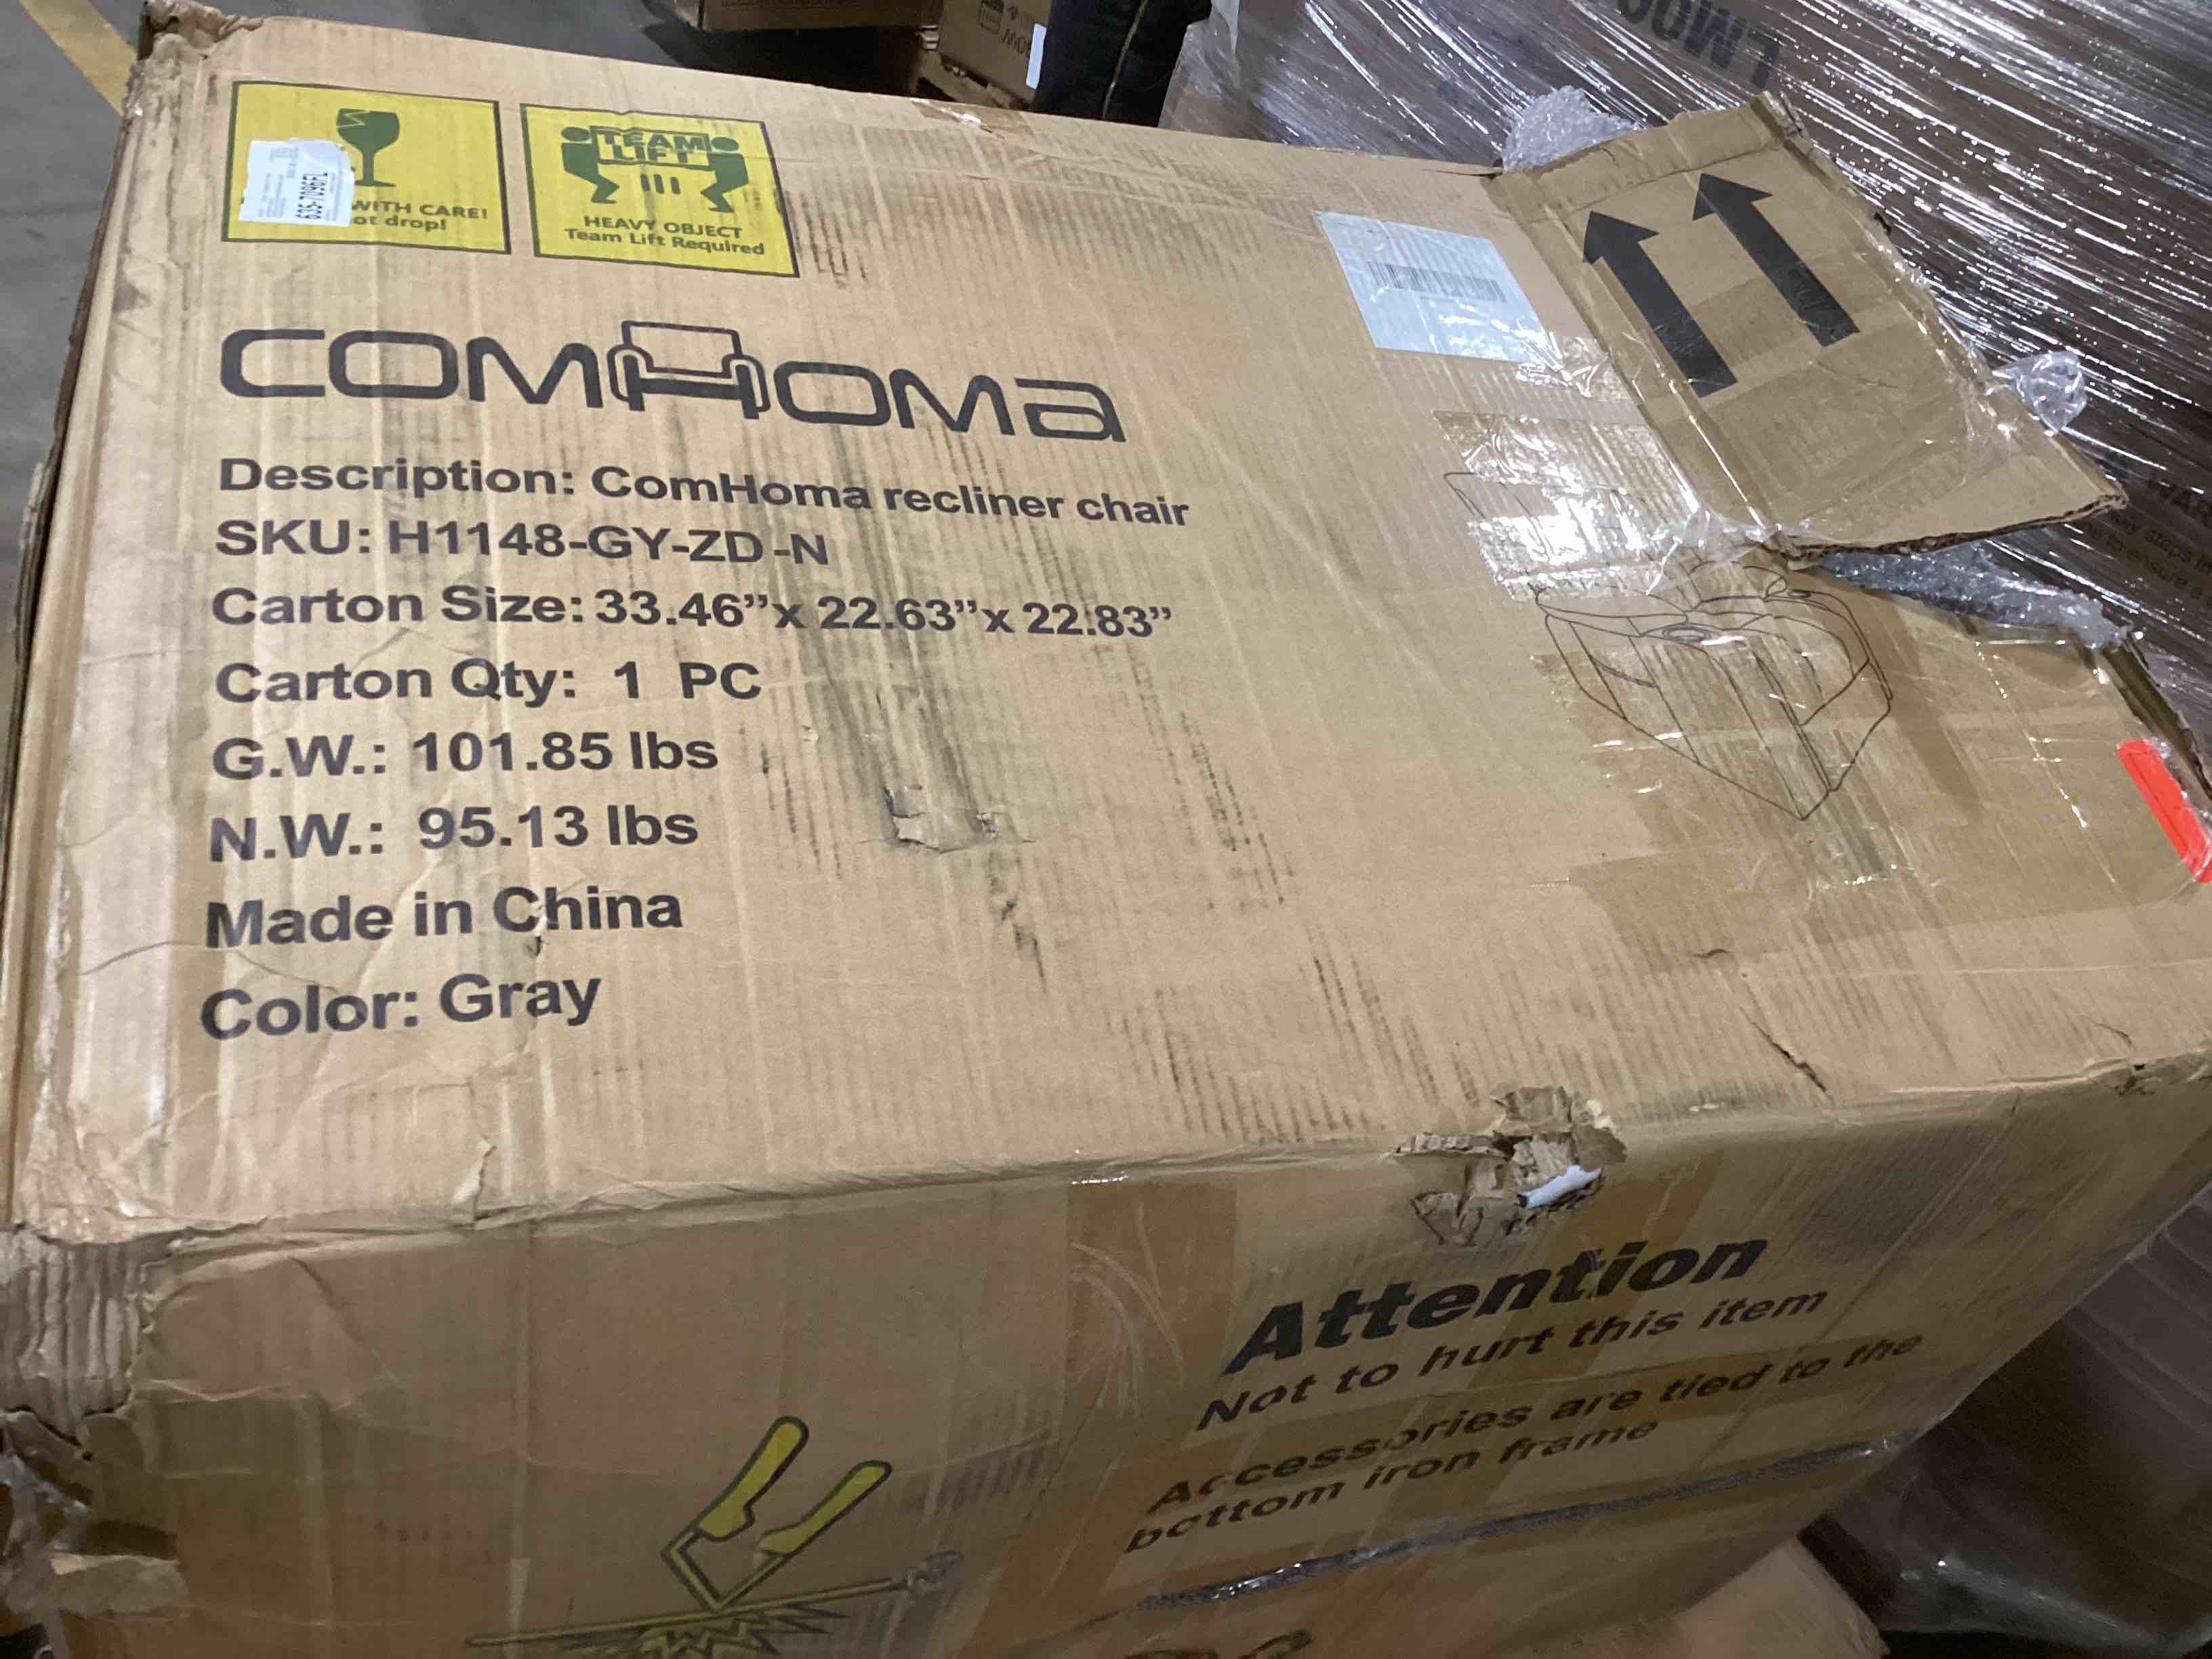 635-7096FL
WITH CARE!
ot drop!
TEAM
LIFT
HEAVY OBJECT
Team Lift Required
COMHOMA
Description: ComHoma recliner chair
SKU: H1148-GY-ZD-N
Carton Size: 33.46”x 22.63”x 22.83”
Carton Qty: 1 PC
G.W.: 101.85 lbs
N.W.: 95.13 lbs
Made in China
Color: Gray
Attention
Not to hurt this item
Accessories are tied to the
bottom iron frame